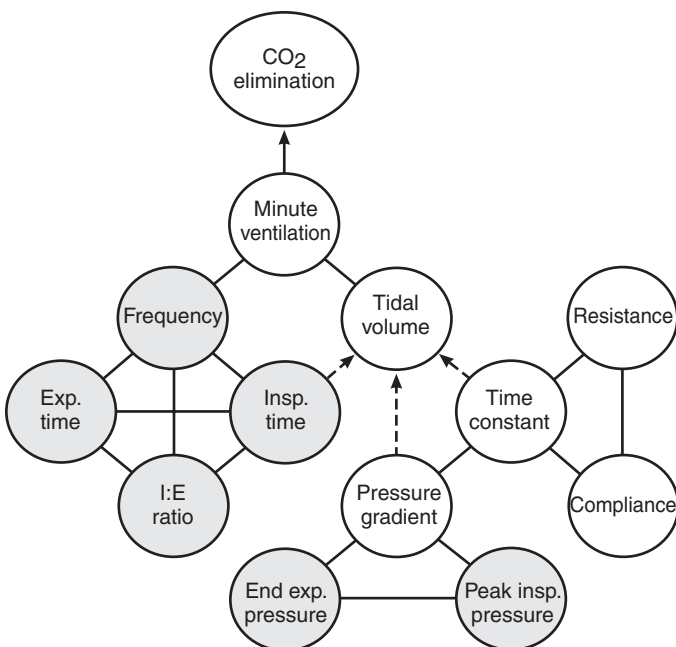 CO2
elimination
Minute
ventilation
Frequency
Tidal
volume
Resistance
Exp.
time
Insp.
time
Time
constant
I:E
ratio
Pressure
gradient
Compliance
End exp.
pressure
Peak insp.
pressure